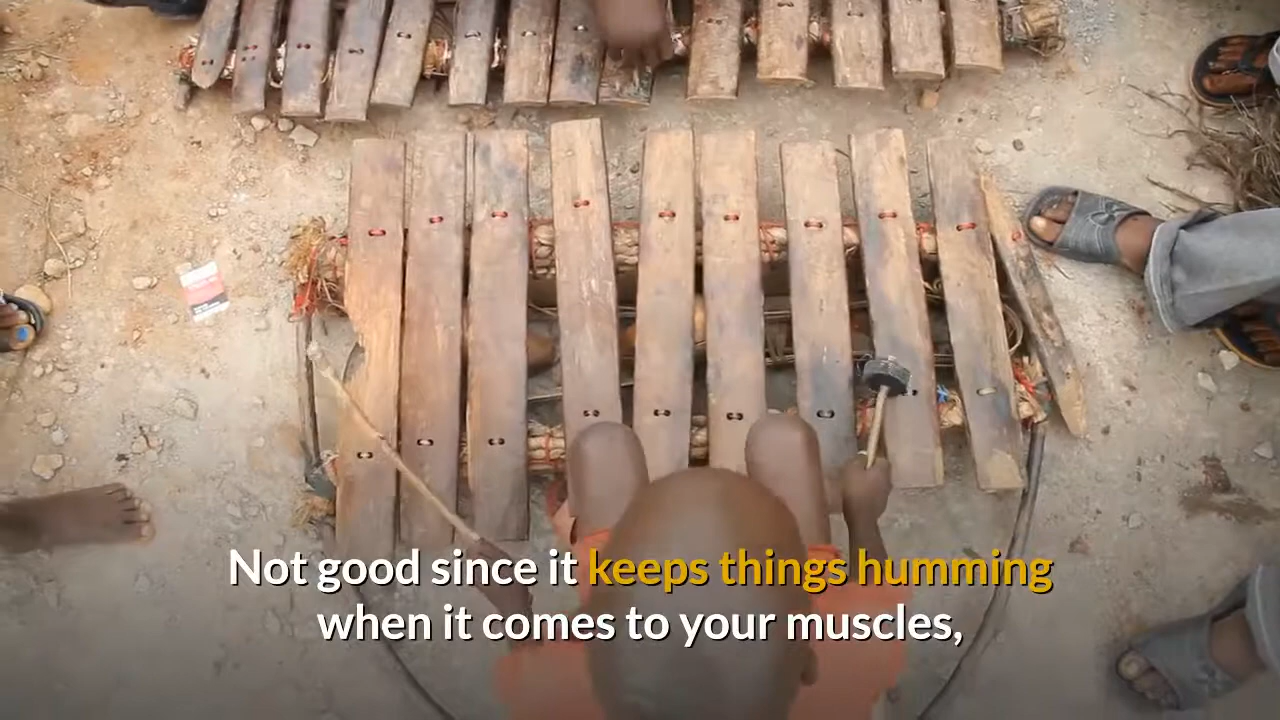 Not good since it keeps things humming
when it comes to your muscles,